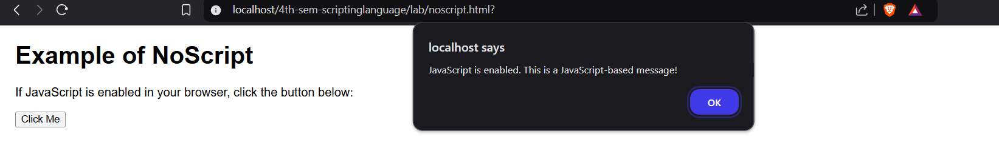 localhost/4th-sem-scriptinglanguage/lab/noscript.html?
localhost says
JavaScript is enabled. This is a JavaScript-based message!
OK
Example of NoScript
If JavaScript is enabled in your browser, click the button below:
Click Me